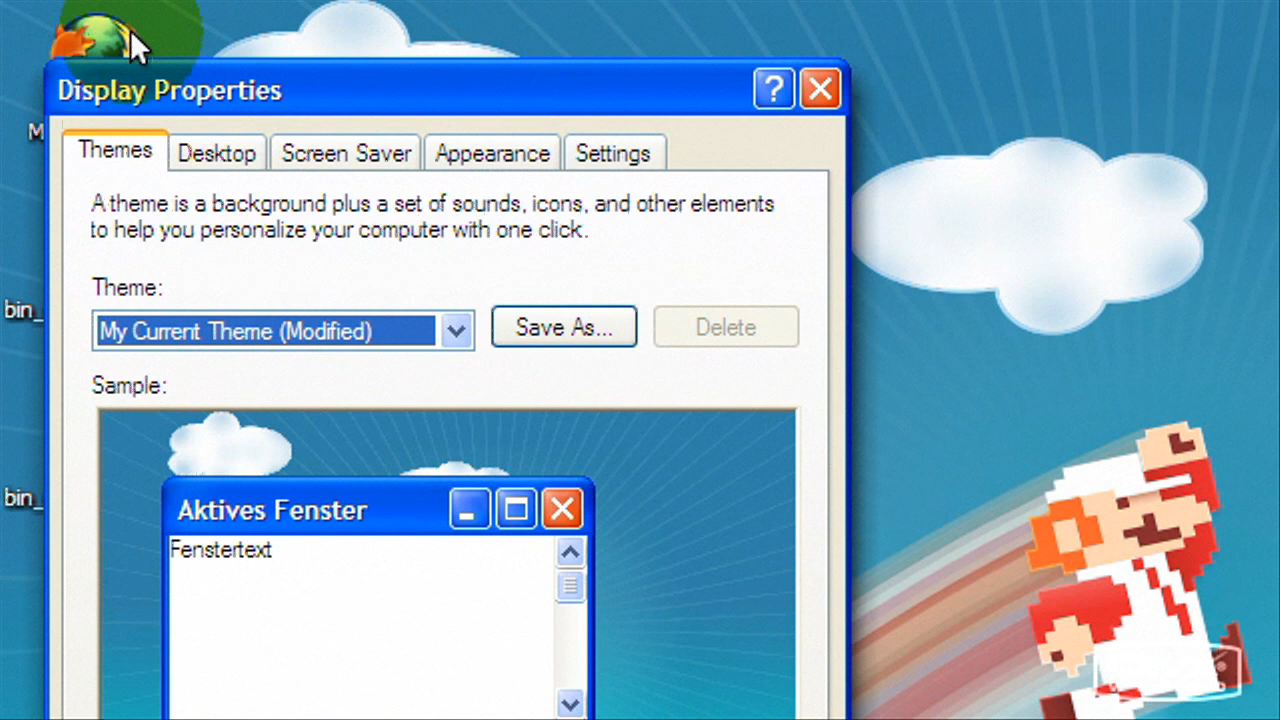 Display Properties
M
Themes Desktop Screen Saver Appearance Settings
A theme is a background plus a set of sounds, icons, and other elements
to help you personalize your computer with one click.
Theme:
bin_
My Current Theme (Modified) Save As... Delete
Sample:
bin_
Aktives Fenster
Fenstertext